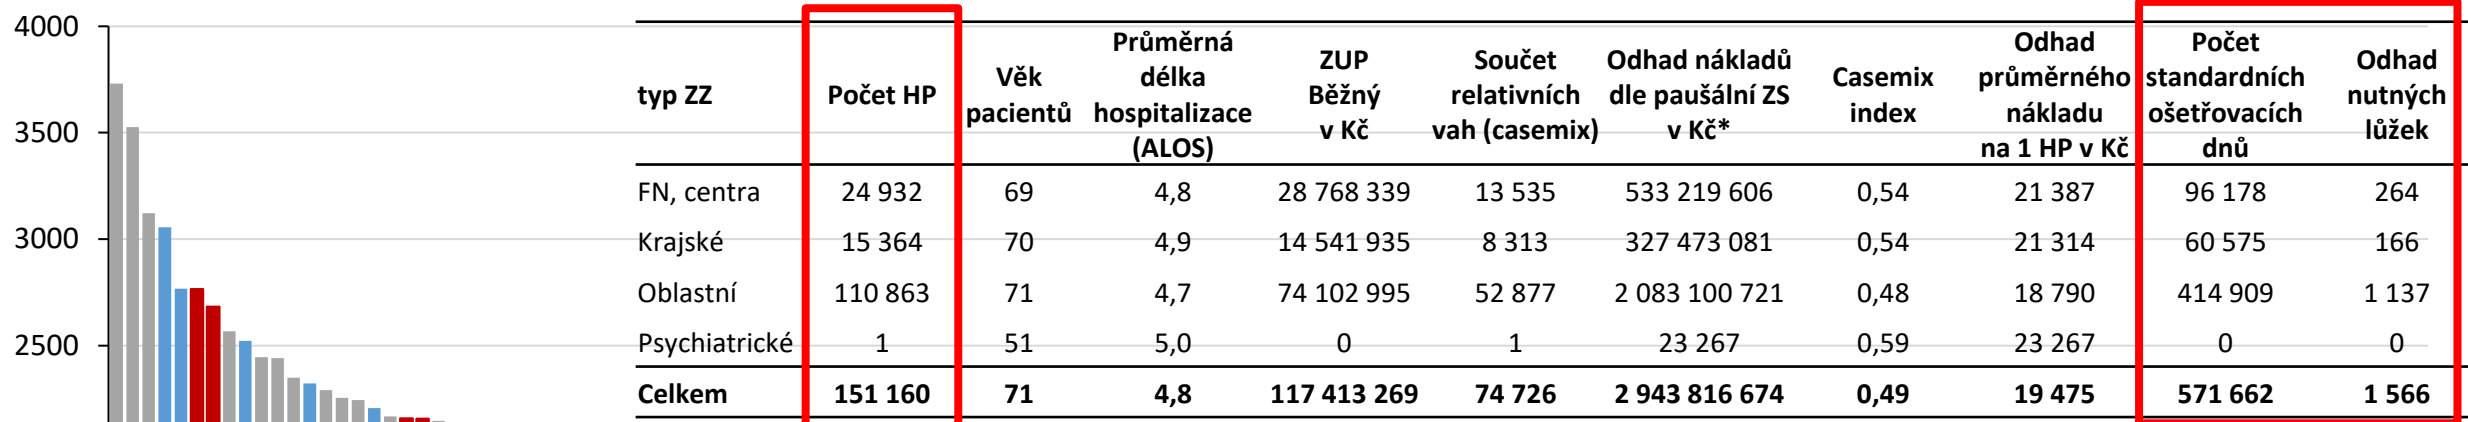 4000
3500
3000
2500
typ ZZ
Počet HP
Věk
pacientů
Průměrná
délka
hospitalizace
(ALOS)
ZUP
Běžný
v Kč
Součet
relativních
vah (casemix)
Odhad nákladů
dle paušální ZS
v Kč*
Casemix
index
Odhad
průměrného
nákladu
na 1 HP v Kč
Počet
standardních
ošetřovacích
dnů
Odhad
nutných
lůžek
FN, centra 24 932 69 4,8 28 768 339 13 535 533 219 606 0,54 21 387 96 178 264
Krajské 15 364 70 4,9 14 541 935 8 313 327 473 081 0,54 21 314 60 575 166
Oblastní 110 863 71 4,7 74 102 995 52 877 2 083 100 721 0,48 18 790 414 909 1 137
Psychiatrické 1 51 5,0 0 1 23 267 0,59 23 267 0 0
Celkem 151 160 71 4,8 117 413 269 74 726 2 943 816 674 0,49 19 475 571 662 1 566